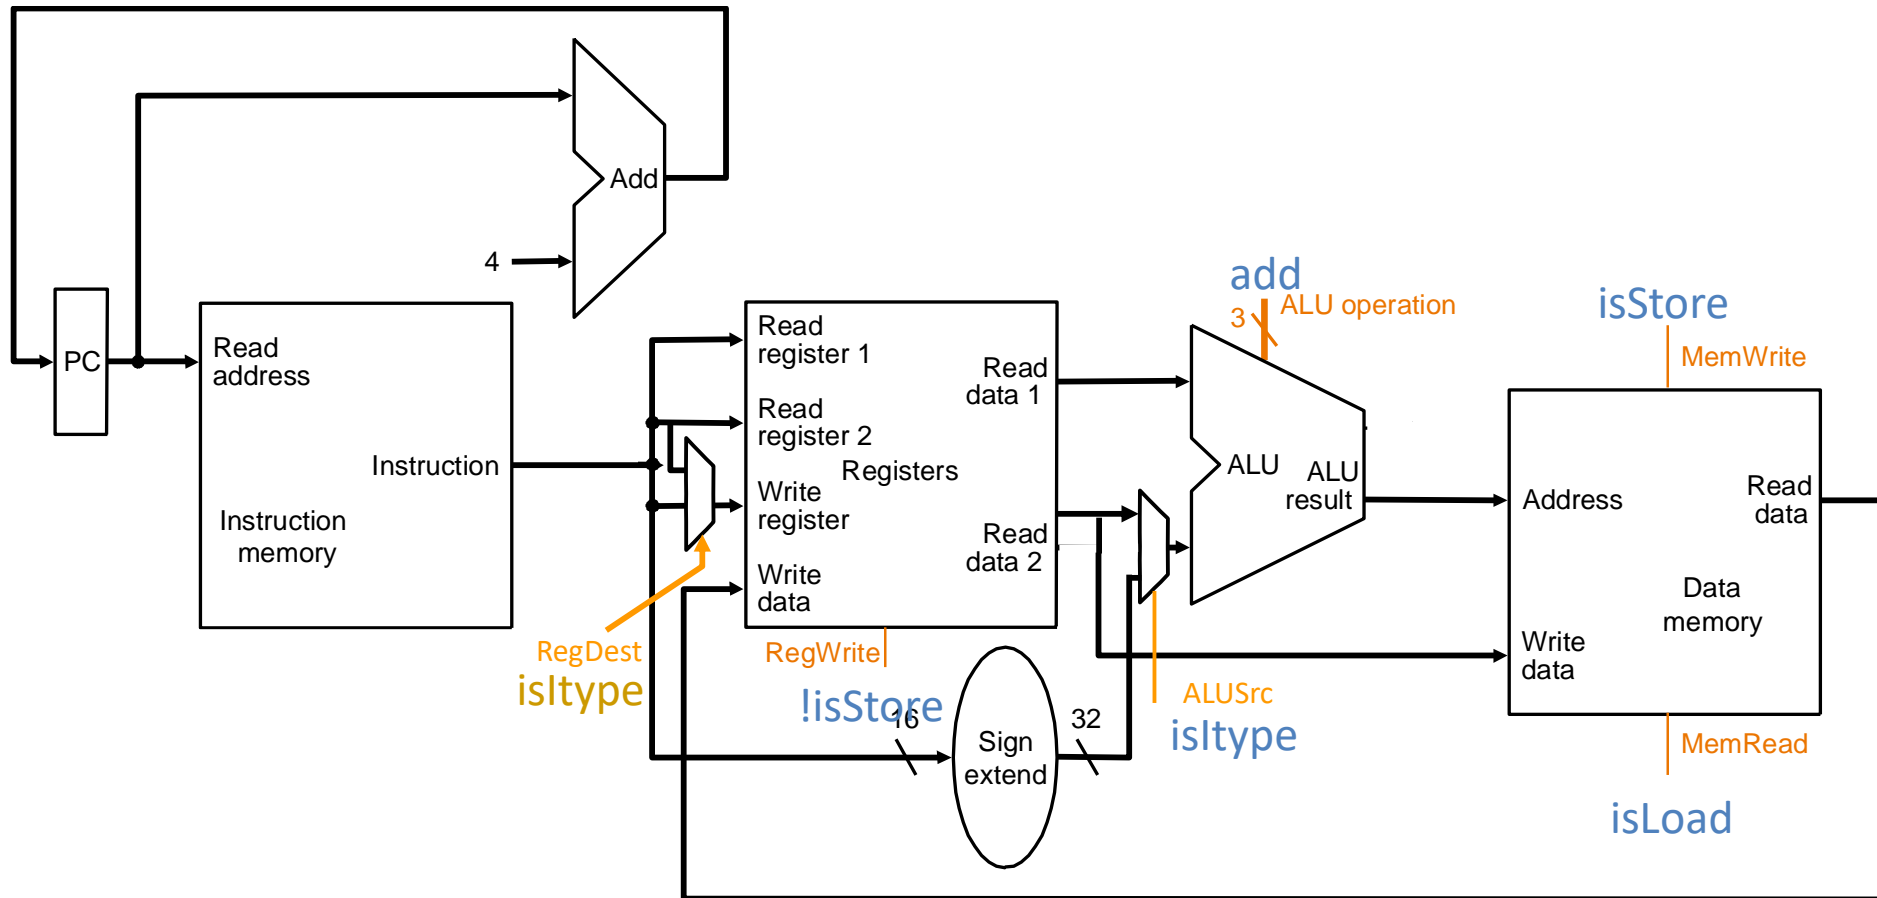 Add
4
PC
Read
address
Instruction
Instruction
memory
Read
register 1
Read
register 2
Registers
Write
register
Write
data
Read
data 1
Read
data 2
RegDest
isItype
RegWrite
!isStore
16
Sign
extend
32
add
3
ALU operation
ALU
ALU
result
ALUSrc
isItype
isStore
MemWrite
Address
Read
data
Data
memory
Write
data
MemRead
isLoad